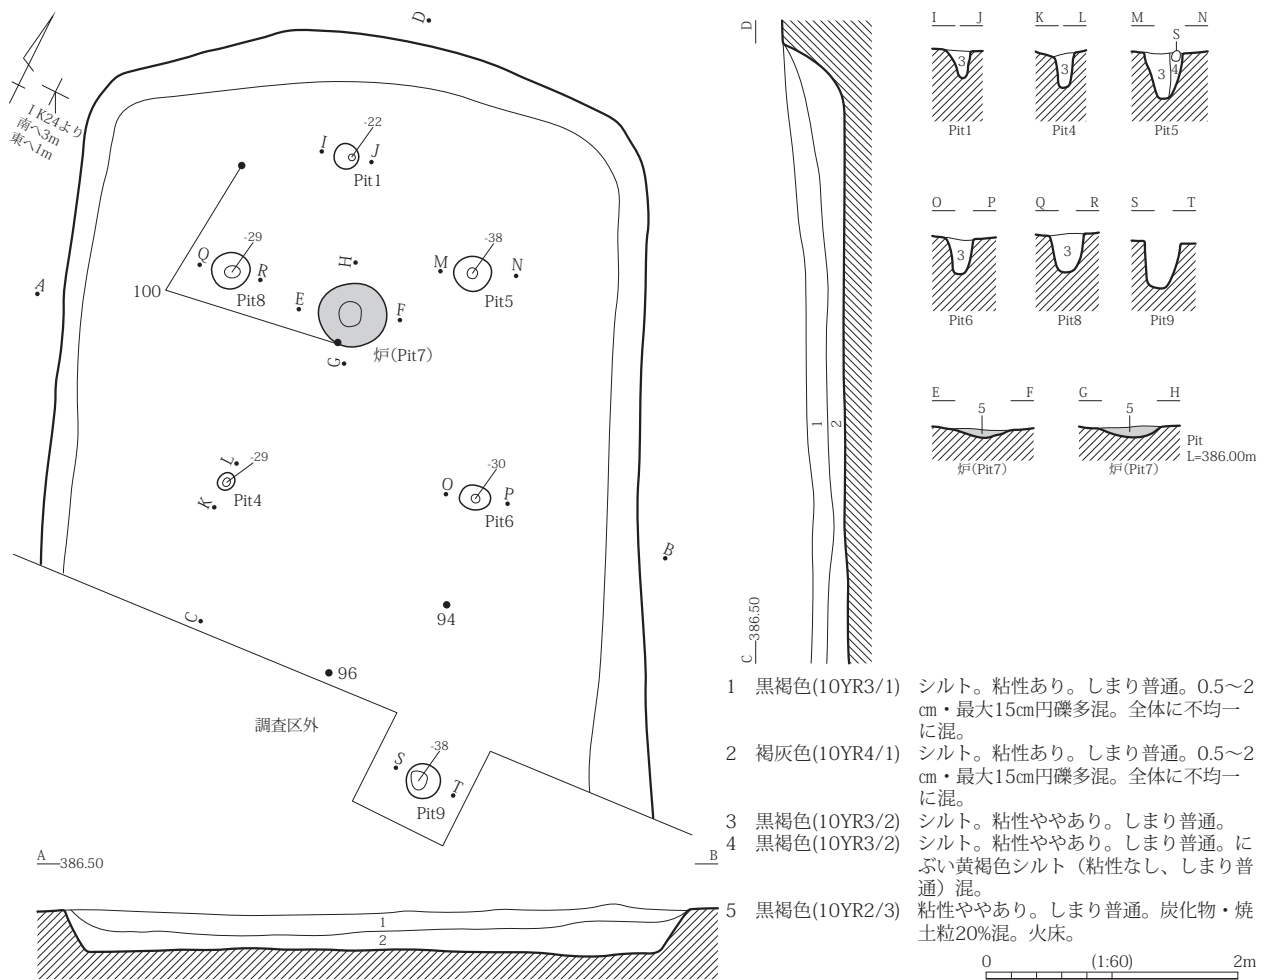 D
I K24より
南へ3m
東へ1m
-22
I
J
Pit1
-29
Q
R
Pit8
H
-38
M
N
Pit5
A
100
E
F
G
炉(Pit7)
L
-29
K
Pit4
-30
O
P
Pit6
B
C
94
96
調査区外
-38
S
T
Pit9
A
386.50
B
1
2
D
1
2
C
386.50
I J
3
Pit1
K L
3
Pit4
M N
S
3 4
Pit5
O P
3
Pit6
Q R
3
Pit8
S T
Pit9
E F
5
炉(Pit7)
G H
5
炉(Pit7)
Pit
L=386.00m
1 黒褐色(10YR3/1) シルト。粘性あり。しまり普通。0.5〜2
㎝・最大15㎝円礫多混。全体に不均一
に混。
2 褐灰色(10YR4/1) シルト。粘性あり。しまり普通。0.5〜2
㎝・最大15㎝円礫多混。全体に不均一
に混。
3 黒褐色(10YR3/2) シルト。粘性ややあり。しまり普通。
4 黒褐色(10YR3/2) シルト。粘性ややあり。しまり普通。に
ぶい黄褐色シルト（粘性なし、しまり普
通）混。
5 黒褐色(10YR2/3) 粘性ややあり。しまり普通。炭化物・焼
土粒20%混。火床。
0 (1:60) 2m